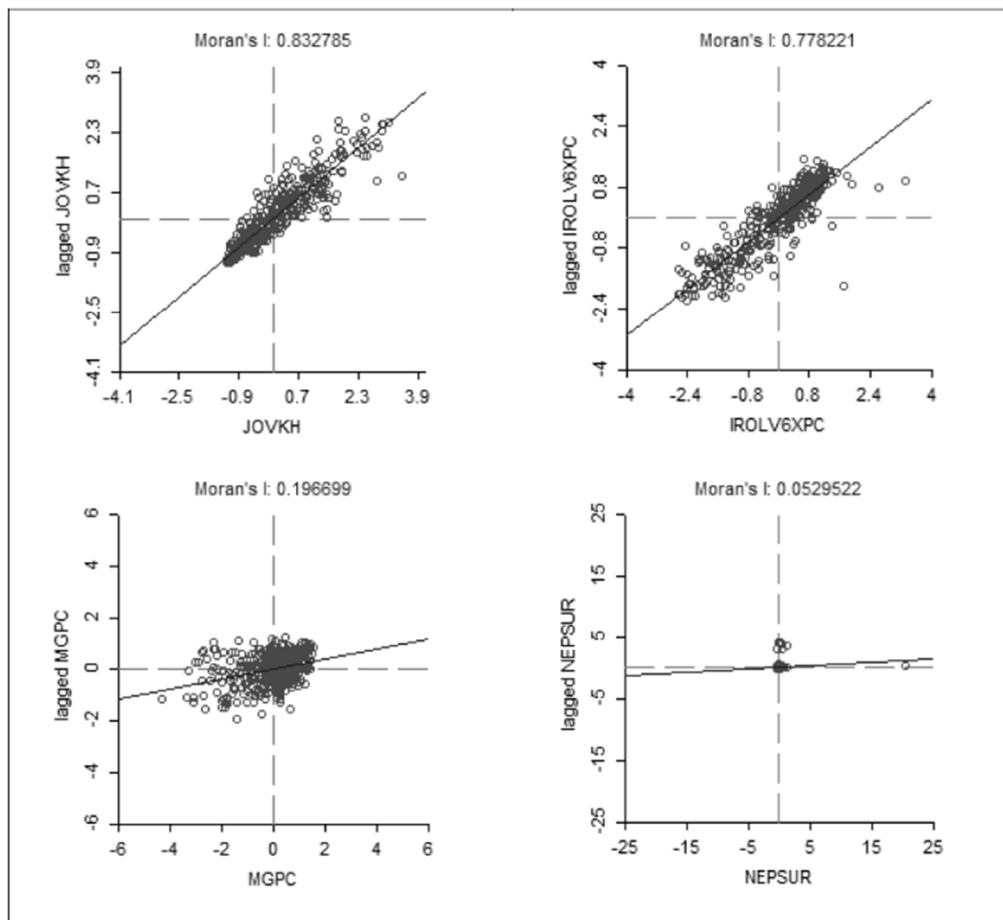 Moran's I: 0.832785
lagged JOVKH
3.9
2.3
0.7
-0.9
-2.5
-4.1
-4.1 -2.5 -0.9 0.7 2.3 3.9
JOVKH
Moran's I: 0.778221
lagged IROLV6XPC
4
2.4
0.8
-0.8
-2.4
-4
-4 -2.4 -0.8 0.8 2.4 4
IROLV6XPC
Moran's I: 0.196699
lagged MGPC
6
4
2
0
-2
-4
-6
-6 -4 -2 0 2 4 6
MGPC
Moran's I: 0.0529522
lagged NEPSUR
25
15
5
-5
-15
-25
-25 -15 -5 5 15 25
NEPSUR